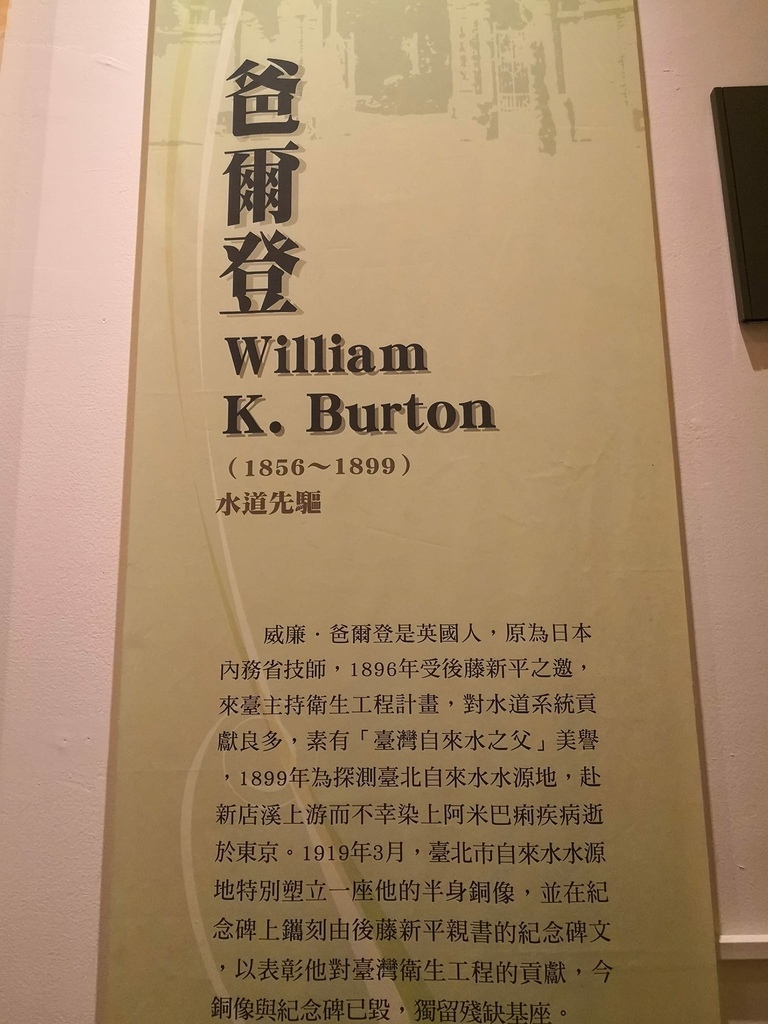 爸爾登
William
K. Burton
（1856～1899）
水道先驅
威廉．爸爾登是英國人，原為日本
內務省技師，1896年受後藤新平之邀，
來臺主持衛生工程計畫，對水道系統貢
獻良多，素有「臺灣自來水之父」美譽
，1899年為探測臺北自來水水源地，赴
新店溪上游而不幸染上阿米巴痢疾病逝
於東京。1919年3月，臺北市自來水水源
地特別塑立一座他的半身銅像，並在紀
念碑上鐫刻由後藤新平親書的紀念碑文
，以表彰他對臺灣衛生工程的貢獻，今
銅像與紀念碑已毀，獨留殘缺基座。